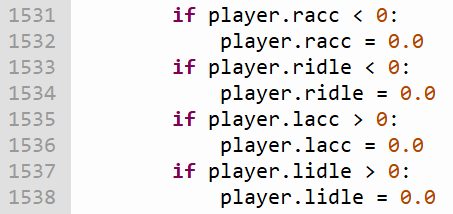 1531 if player.racc < 0:
1532 player.racc = 0.0
1533 if player.ridle < 0:
1534 player.ridle = 0.0
1535 if player.lacc > 0:
1536 player.lacc = 0.0
1537 if player.lidle > 0:
1538 player.lidle = 0.0